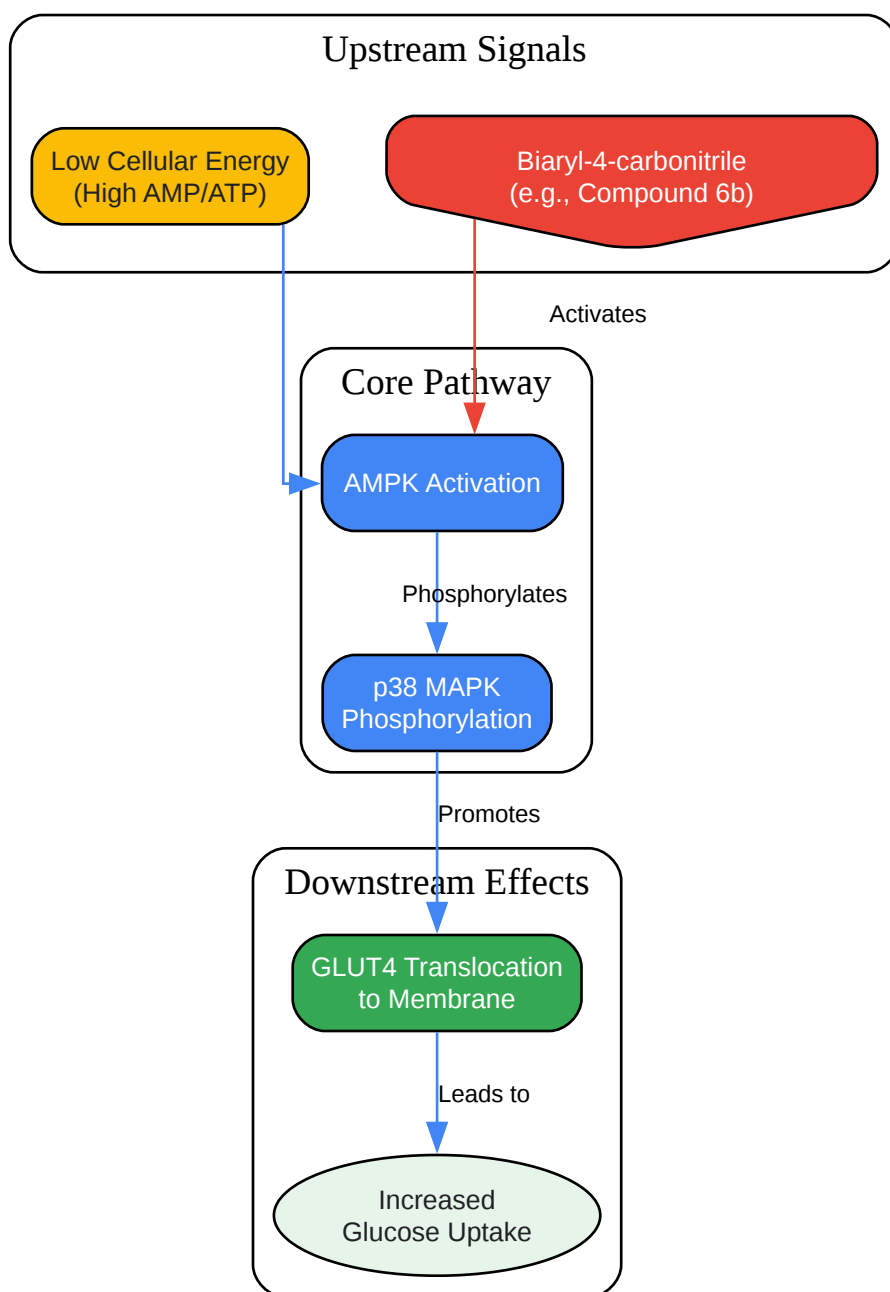 Upstream Signals
Low Cellular Energy
(High AMP/ATP)
Biaryl-4-carbonitrile
(e.g., Compound 6b)
Activates
Core Pathway
AMPK Activation
Phosphorylates
p38 MAPK
Phosphorylation
Promotes
Downstream Effects
GLUT4 Translocation
to Membrane
Leads to
Increased
Glucose Uptake